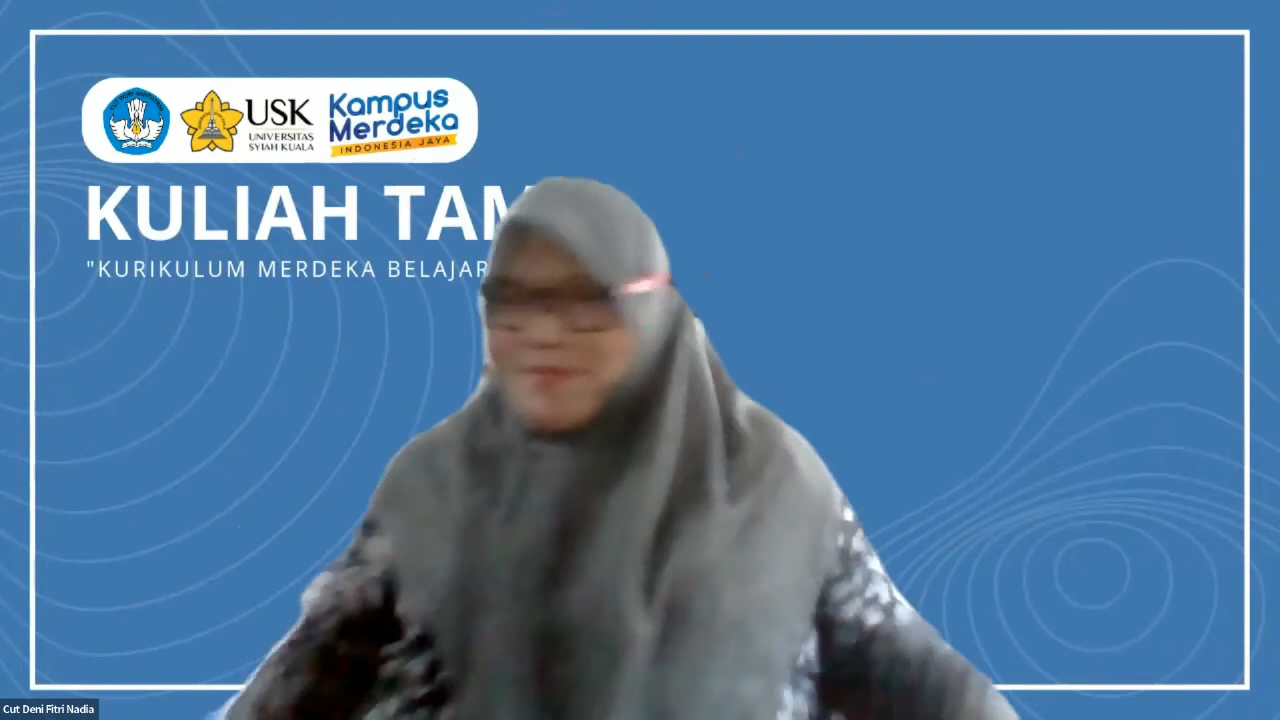 USK
UNIVERSITAS
SYIAH KUALA
Kampus
Merdeka
INDONESIA JAYA
KULIAH TAM
"KURIKULUM MERDEKA BELAJAR
Cut Deni Fitri Nadia